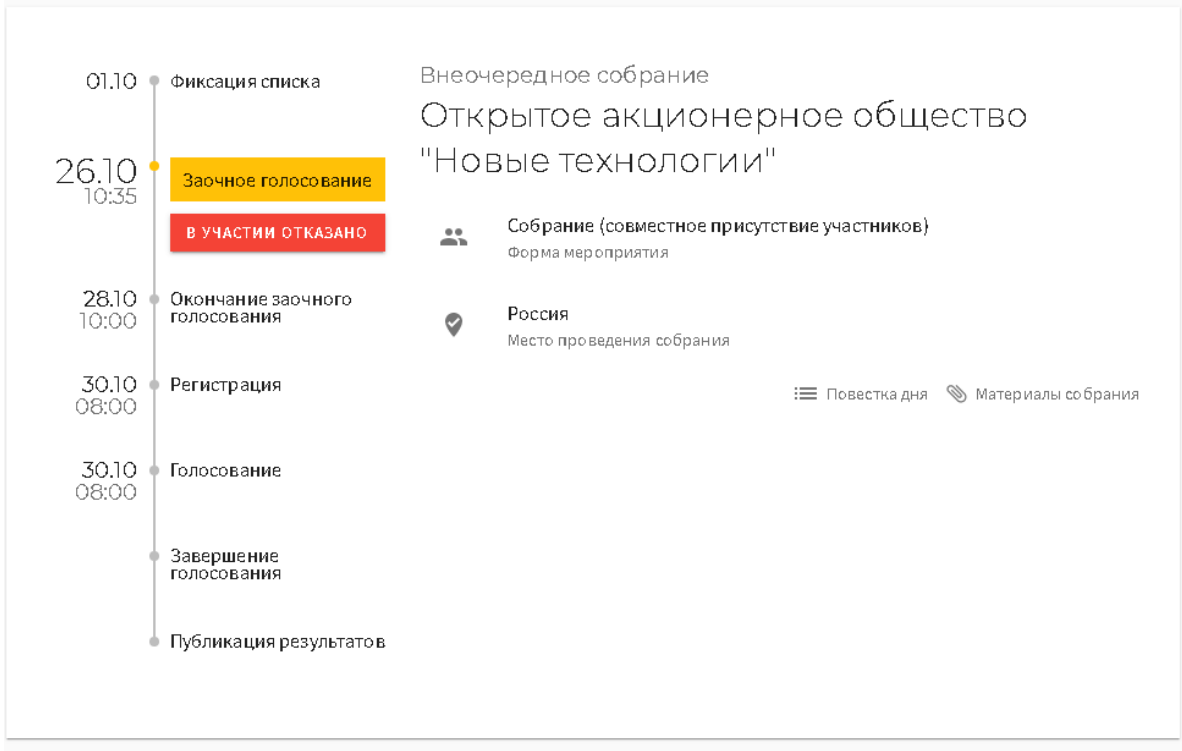 01.10 Фиксация списка
26.10
10:35
Заочное голосование
В УЧАСТИИ ОТКАЗАНО
28.10
10:00
Окончание заочного
голосования
30.10
08:00
Регистрация
30.10
08:00
Голосование
Завершение
голосования
Публикация результатов
Внеочередное собрание
Открытое акционерное общество
"Новые технологии"
Собрание (совместное присутствие участников)
Форма мероприятия
Россия
Место проведения собрания
Повестка дня Материалы собрания